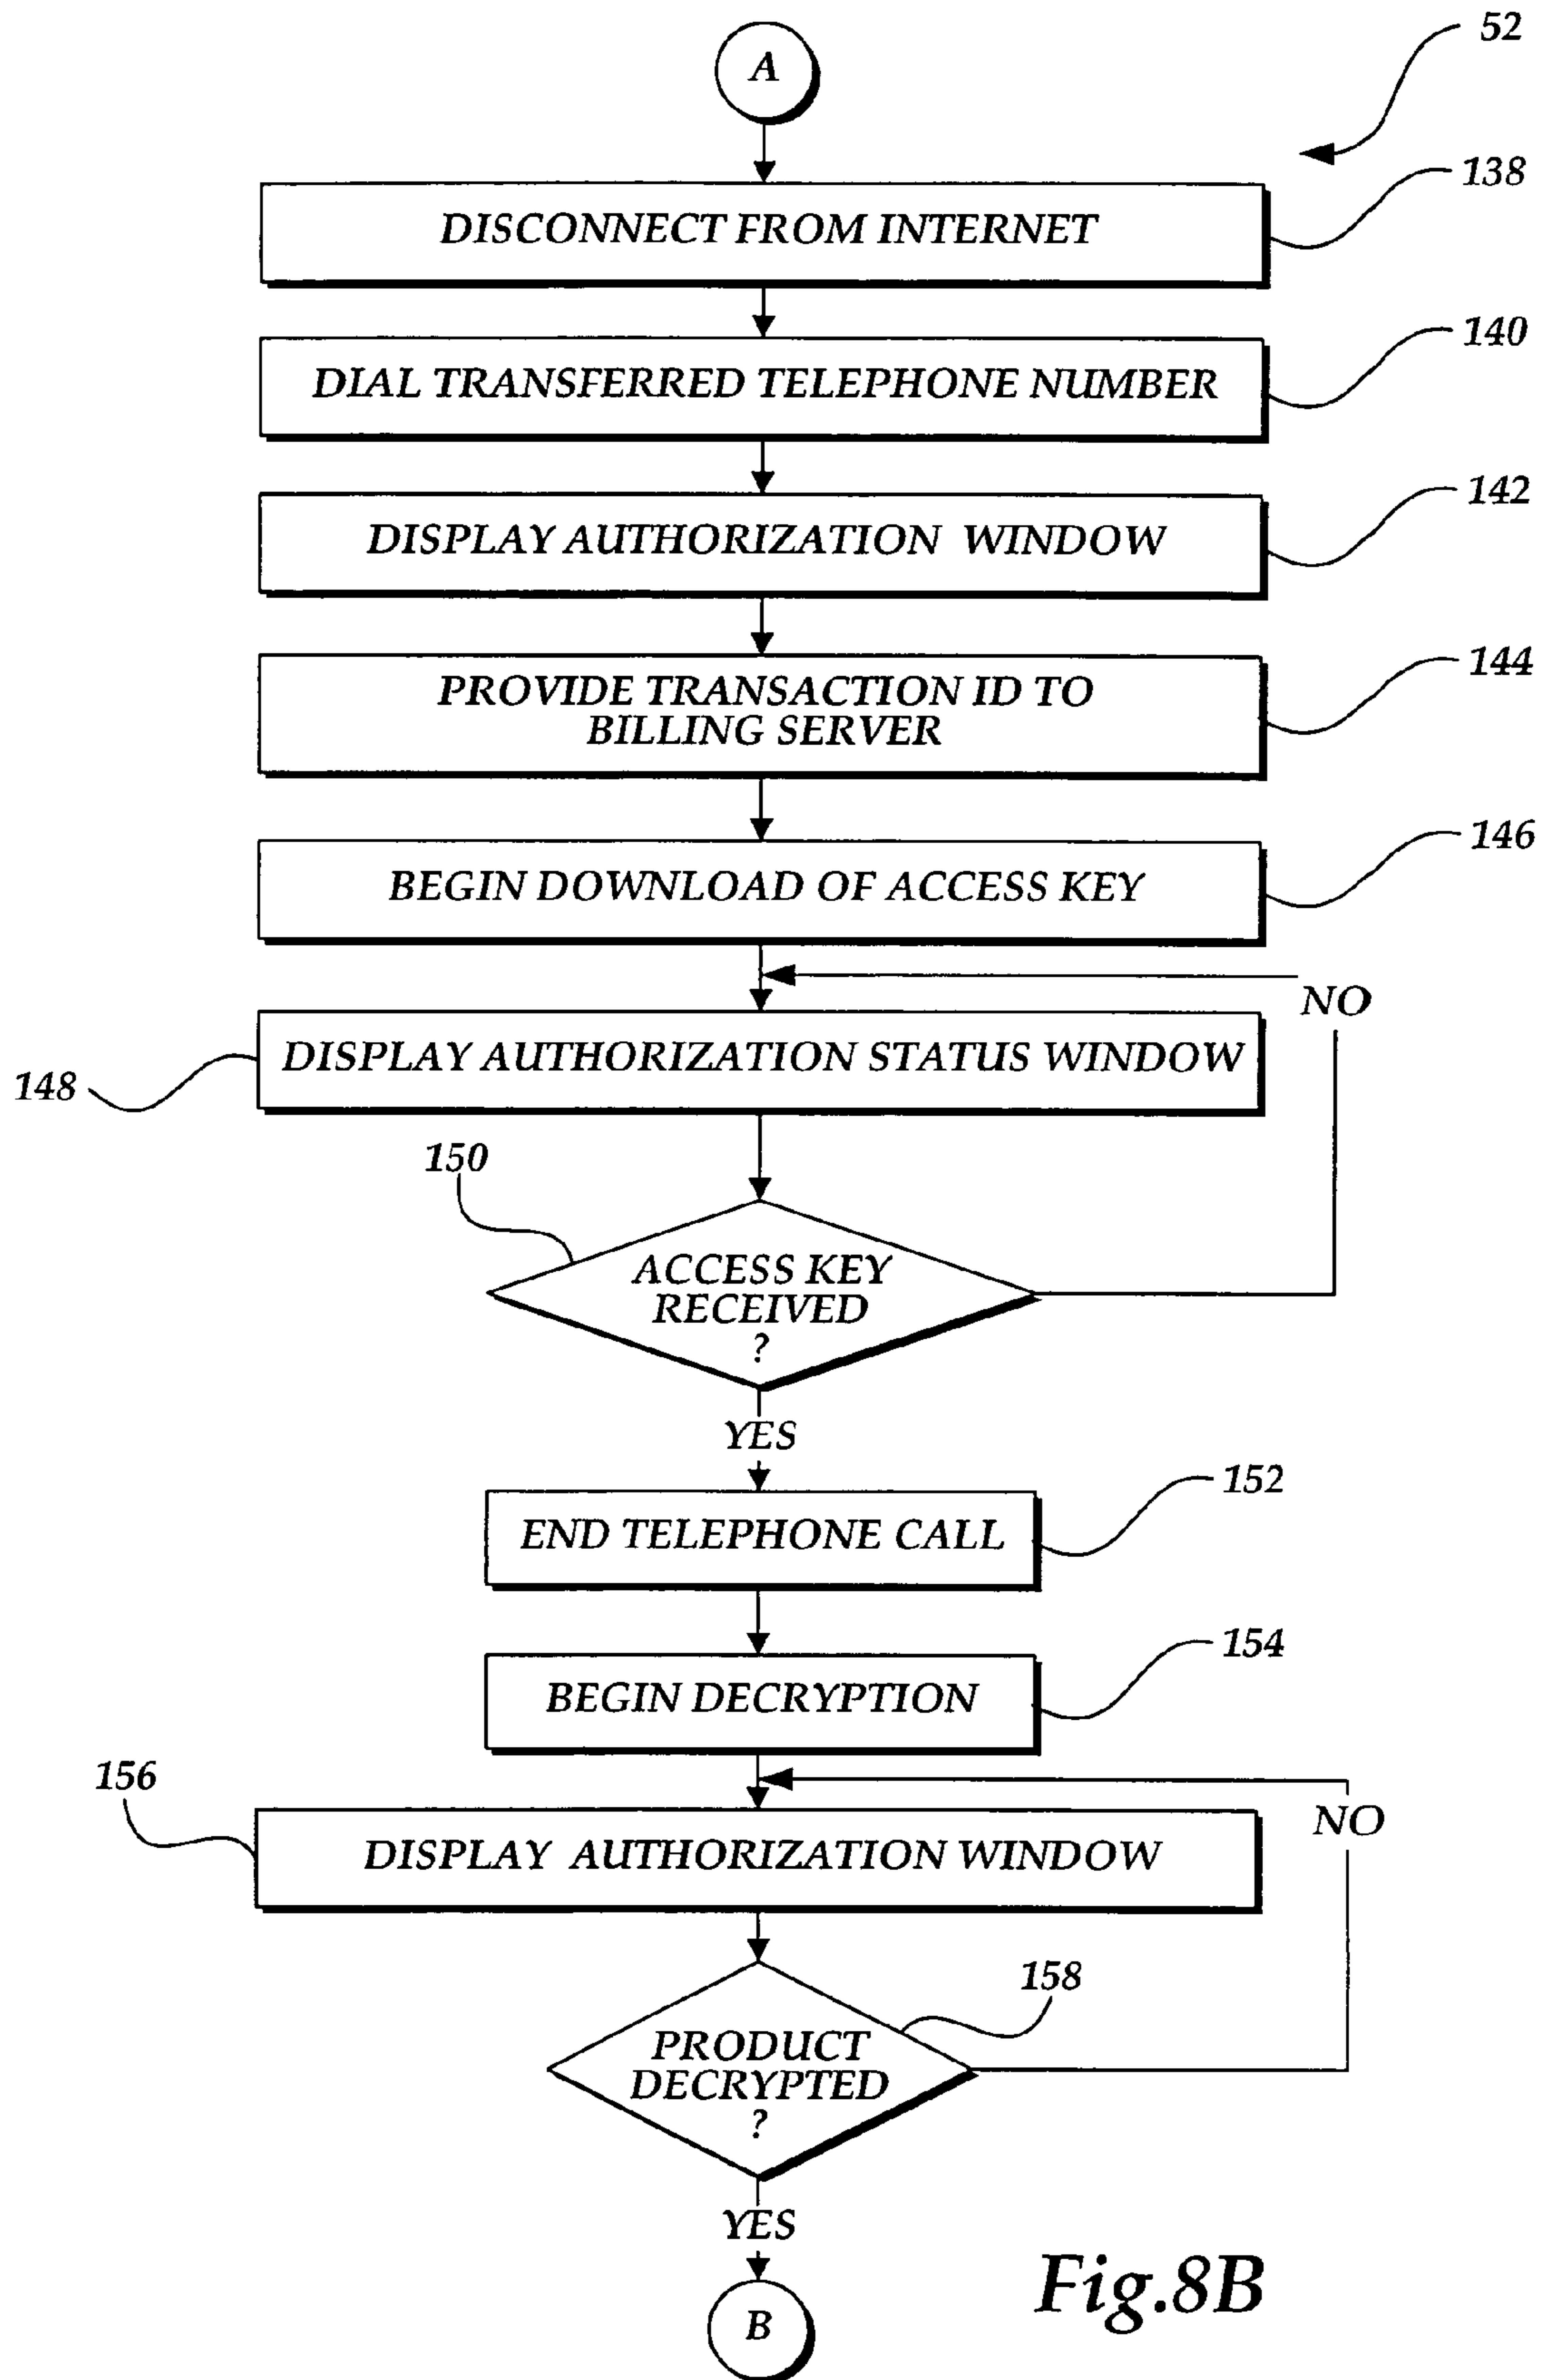 A
52
138
DISCONNECT FROM INTERNET
140
DIAL TRANSFERRED TELEPHONE NUMBER
142
DISPLAY AUTHORIZATION WINDOW
144
PROVIDE TRANSACTION ID TO
BILLING SERVER
146
BEGIN DOWNLOAD OF ACCESS KEY
NO
DISPLAY AUTHORIZATION STATUS WINDOW
148
150
ACCESS KEY
RECEIVED
?
YES
152
END TELEPHONE CALL
154
BEGIN DECRYPTION
156
NO
DISPLAY AUTHORIZATION WINDOW
158
PRODUCT
DECRYPTED
?
YES
B
Fig.8B